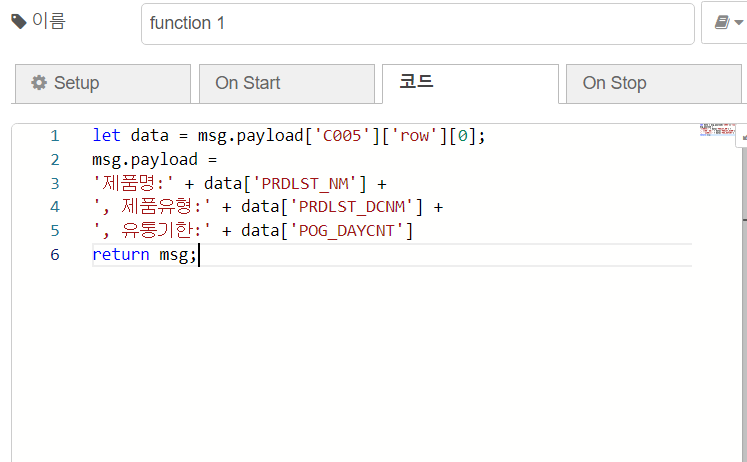 이름
function 1
Setup
On Start
코드
On Stop
1 let data = msg.payload['C005']['row'][0];
2 msg.payload =
3 '제품명:' + data['PRDLST_NM'] +
4 ', 제품유형:' + data['PRDLST_DCNM'] +
5 ', 유통기한:' + data['POG_DAYCNT']
6 return msg;